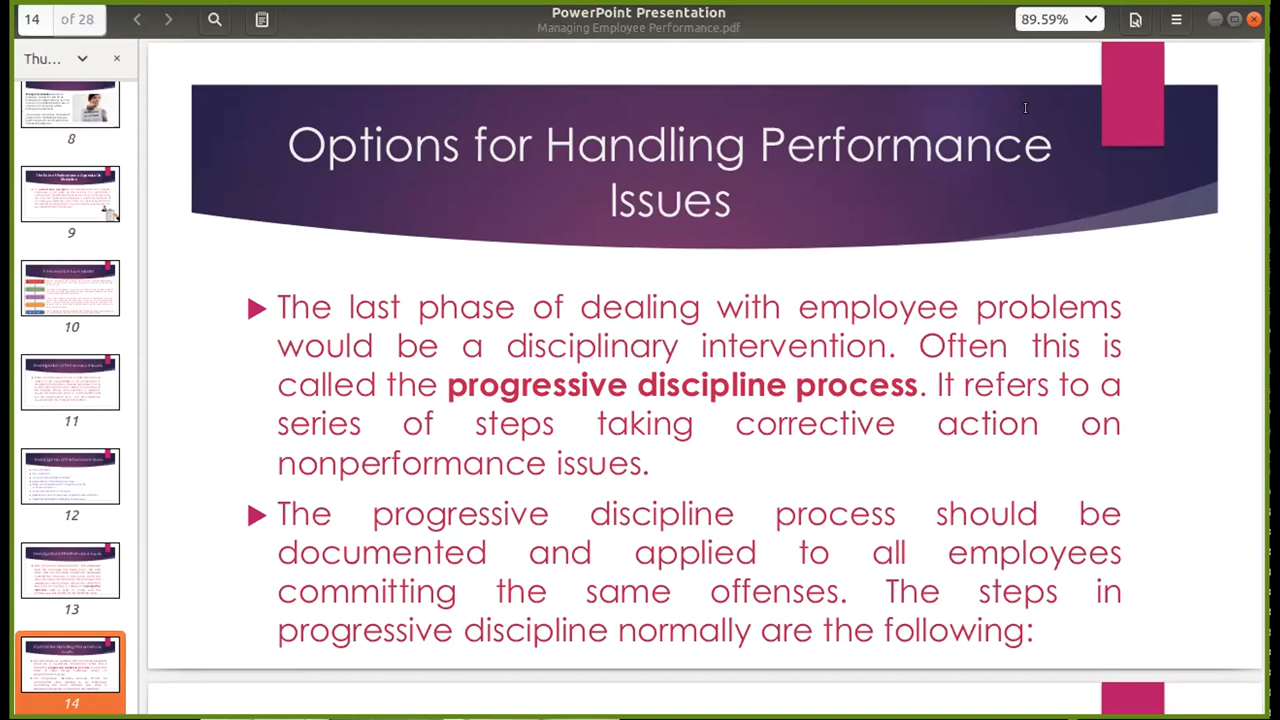 14 of 28
PowerPoint Presentation
Managing Employee Performance.pdf
89.59%
Thu...
8
9
10
11
12
13
14
Options for Handling Performance
Issues
The last phase of dealing with employee problems
would be a disciplinary intervention. Often this is
called the progressive discipine process. It refers to a
series of steps taking corrective action on
nonperformance issues.
The progressive discipline process should be
documented and applied to all employees
committing the same offenses. The steps in
progressive discipline normally are the following: